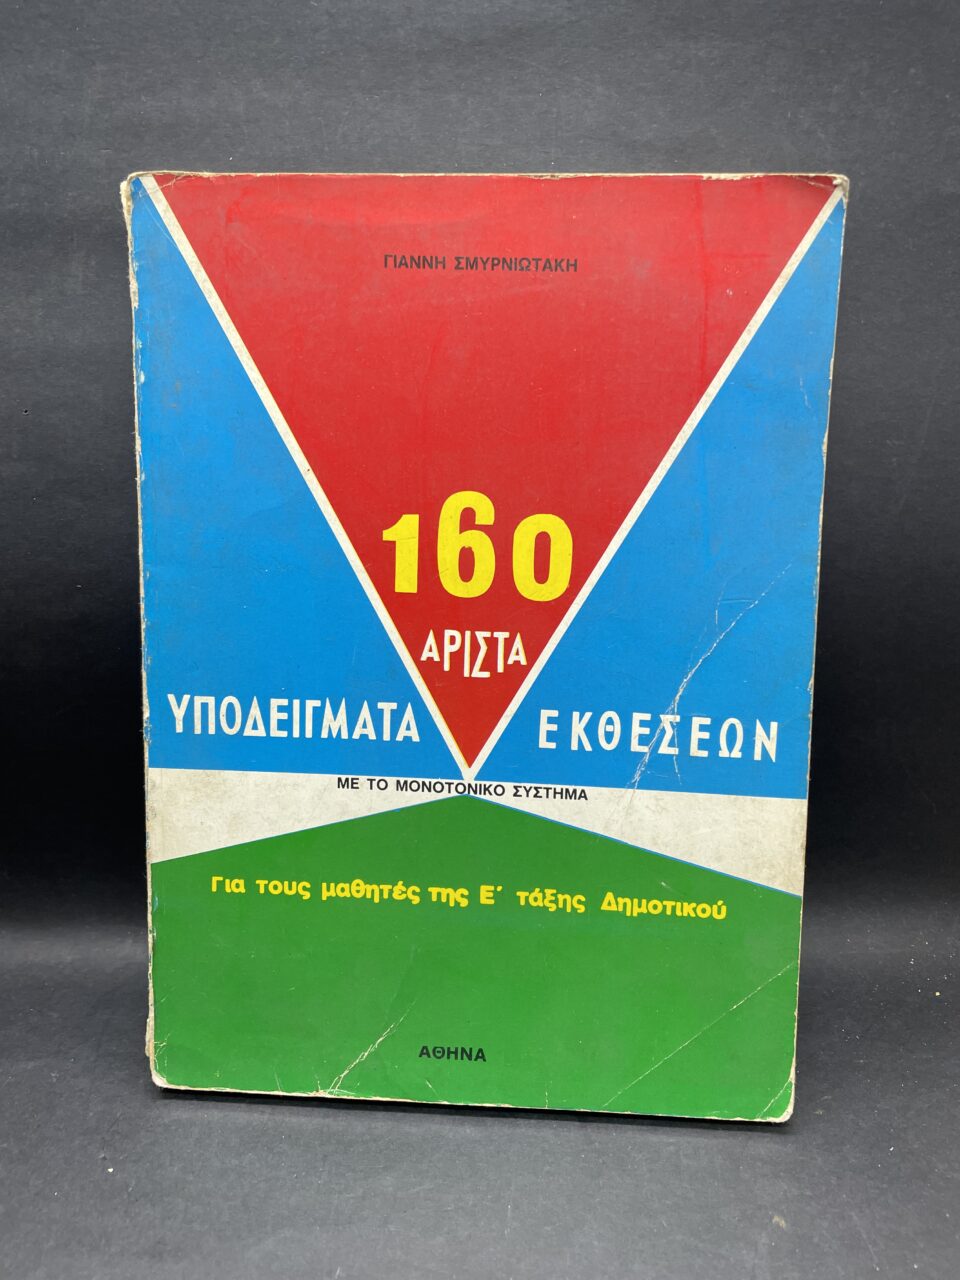 ΓΙΑΝΝΗ ΣΜΥΡΝΙΩΤΑΚΗ
160
ΑΡΙΣΤΑ
ΥΠΟΔΕΙΓΜΑΤΑ ΕΚΘΕΣΕΩΝ
ΜΕ ΤΟ ΜΟΝΟΤΟΝΙΚΟ ΣΥΣΤΗΜΑ
Για τους μαθητές της Ε΄ τάξης Δημοτικού
ΑΘΗΝΑ